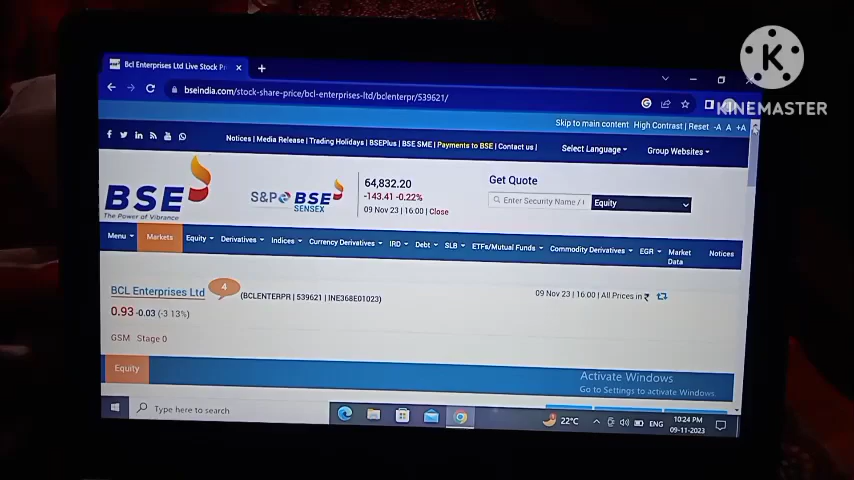 Bcl Enterprises Ltd Live Stock Pr
bseindia.com/stock-share-price/bcl-enterprises-ltd/bclenterpr/539621/
KINEMASTER
Skip to main content High Contrast | Reset -A A +A
Notices | Media Release | Trading Holidays | BSEPlus | BSE SME | Payments to BSE | Contact us |
Select Language
Group Websites
BSE
The Power of Vibrance
S&P BSE
SENSEX
64,832.20
-143.41 -0.22%
09 Nov 23 | 16:00 | Close
Get Quote
Enter Security Name /
Equity
Menu Markets Equity Derivatives Indices Currency Derivatives IRD Debt SLB ETFs/Mutual Funds Commodity Derivatives EGR Market Data Notices
BCL Enterprises Ltd 4 (BCLENTERPR | 539621 | INE368E01023)
09 Nov 23 | 16:00 | All Prices in ₹
0.93 -0.03 (-3.13%)
GSM Stage 0
Equity
Activate Windows
Go to Settings to activate Windows.
Type here to search
22°C
ENG
10:24 PM
09-11-2023